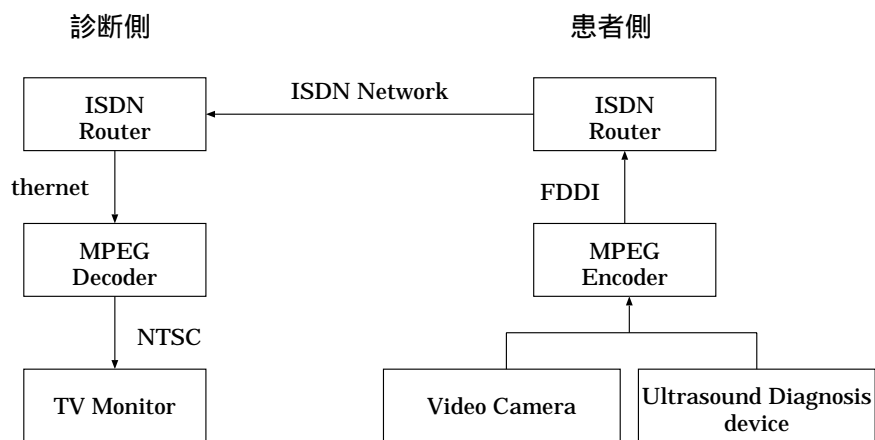 診断側
患者側
ISDN
Router
ISDN Network
ISDN
Router
thernet
FDDI
MPEG
Decoder
MPEG
Encoder
NTSC
TV Monitor
Video Camera
Ultrasound Diagnosis
device